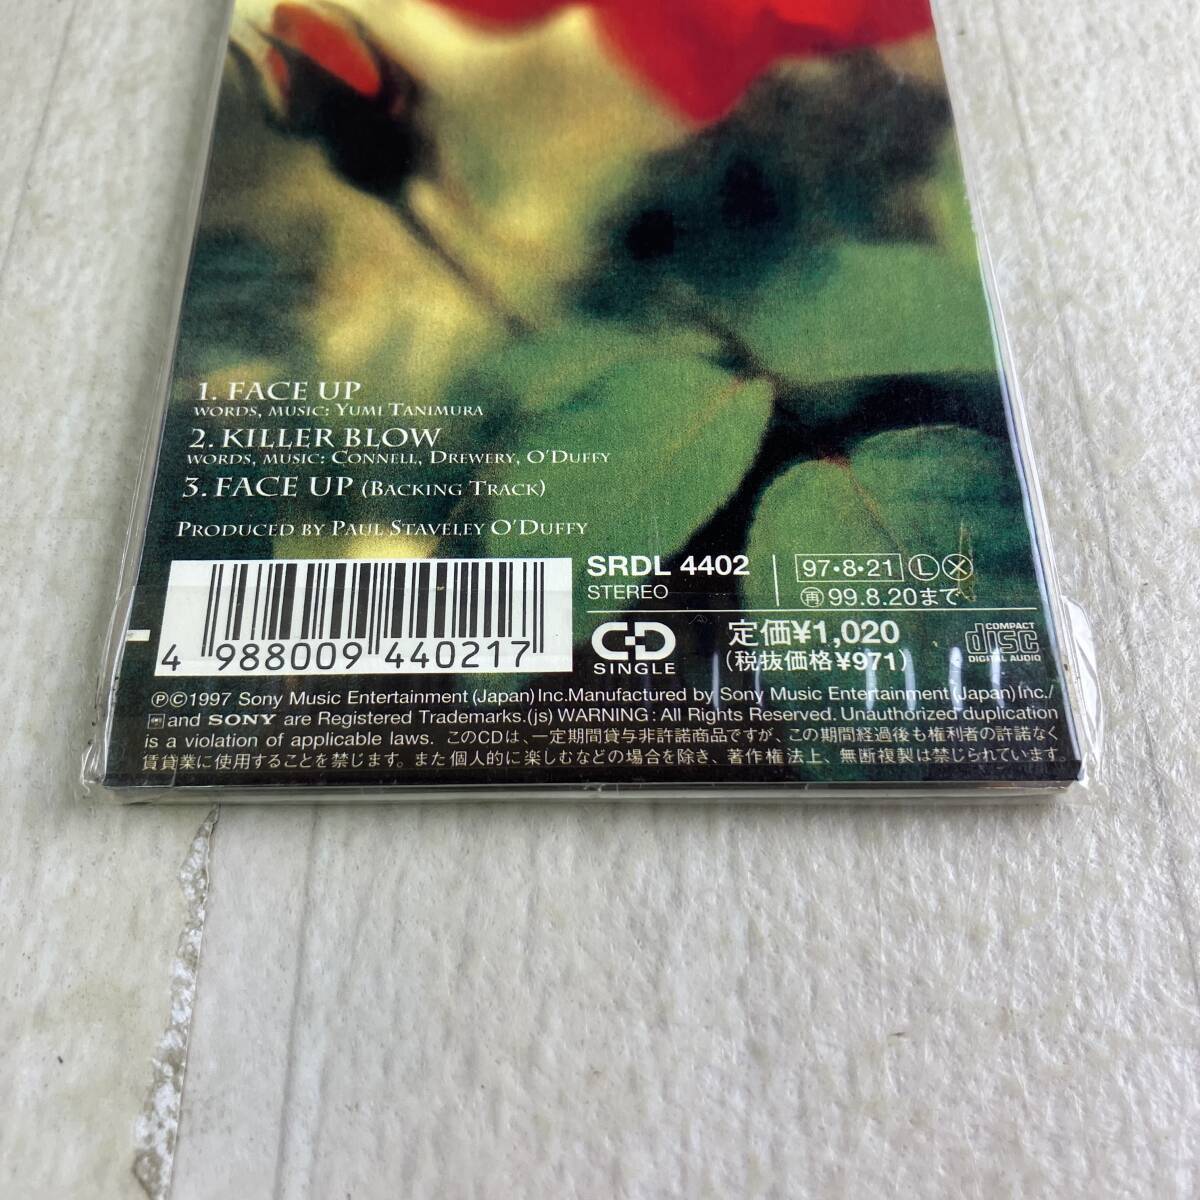 1. FACE UP
WORDS, MUSIC: YUMI TANIMURA
2. KILLER BLOW
WORDS, MUSIC: CONNELL, DREWERY, O'DUFFY
3. FACE UP (BACKING TRACK)
PRODUCED BY PAUL STAVELEY O'DUFFY
SRDL 4402
STEREO
97・8・21 Ⓛ Ⓧ
㊢99.8.20まで
CD
SINGLE
定価¥1,020
(税抜価格¥971)
COMPACT
disc
DIGITAL AUDIO
4 988009 440217
Ⓟ©1997 Sony Music Entertainment (Japan) Inc. Manufactured by Sony Music Entertainment (Japan) Inc./
and SONY are Registered Trademarks. (js) WARNING: All Rights Reserved. Unauthorized duplication
is a violation of applicable laws. このCDは、一定期間貸与非許諾商品ですが、この期間経過後も権利者の許諾なく
賃貸業に使用することを禁じます。また個人的に楽しむなどの場合を除き、著作権法上、無断複製は禁じられています。